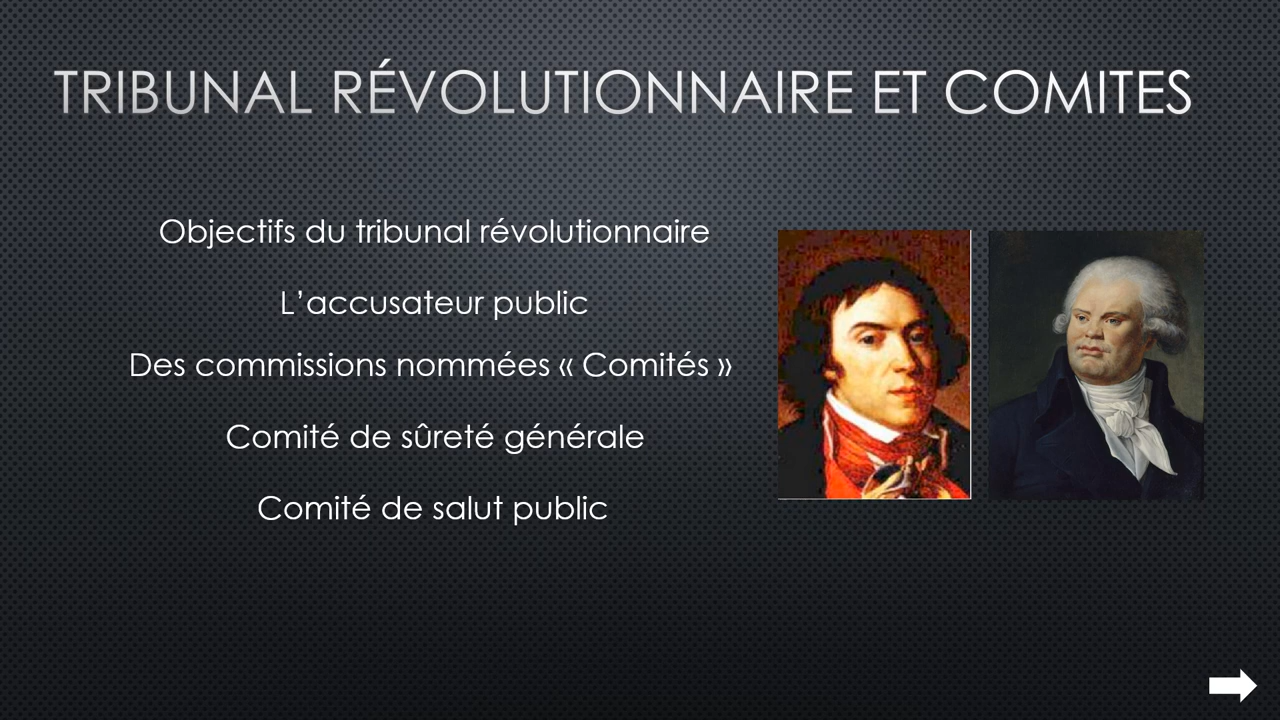 TRIBUNAL RÉVOLUTIONNAIRE ET COMITES
Objectifs du tribunal révolutionnaire
L’accusateur public
Des commissions nommées « Comités »
Comité de sûreté générale
Comité de salut public